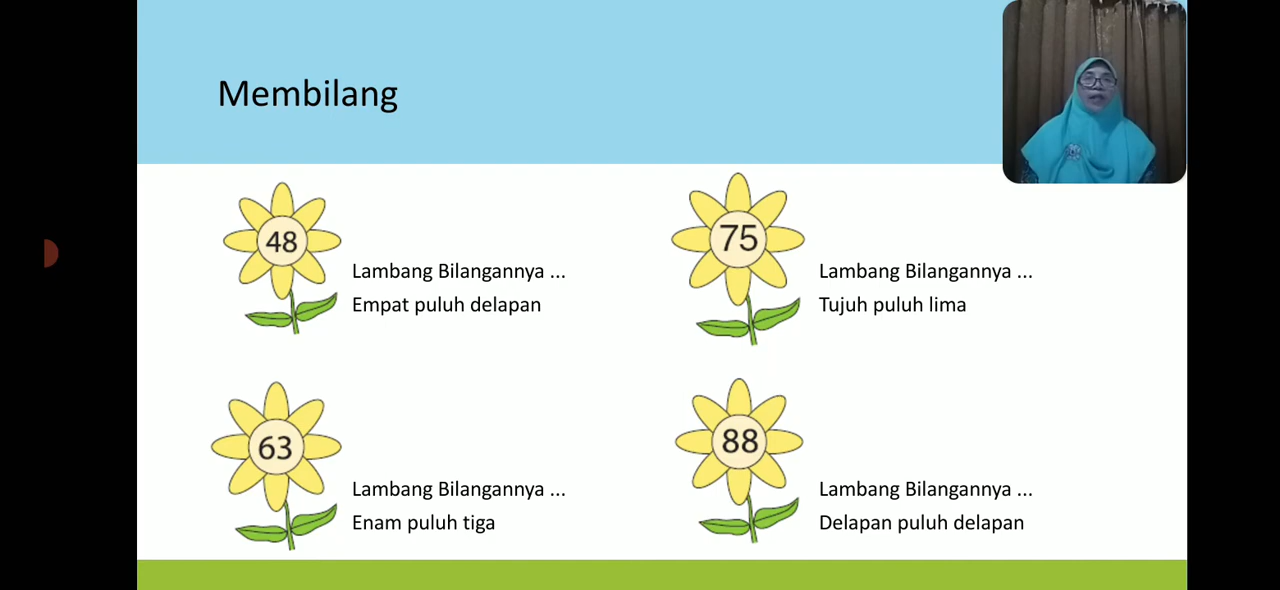 Membilang
48
Lambang Bilangannya ...
Empat puluh delapan
75
Lambang Bilangannya ...
Tujuh puluh lima
63
Lambang Bilangannya ...
Enam puluh tiga
88
Lambang Bilangannya ...
Delapan puluh delapan